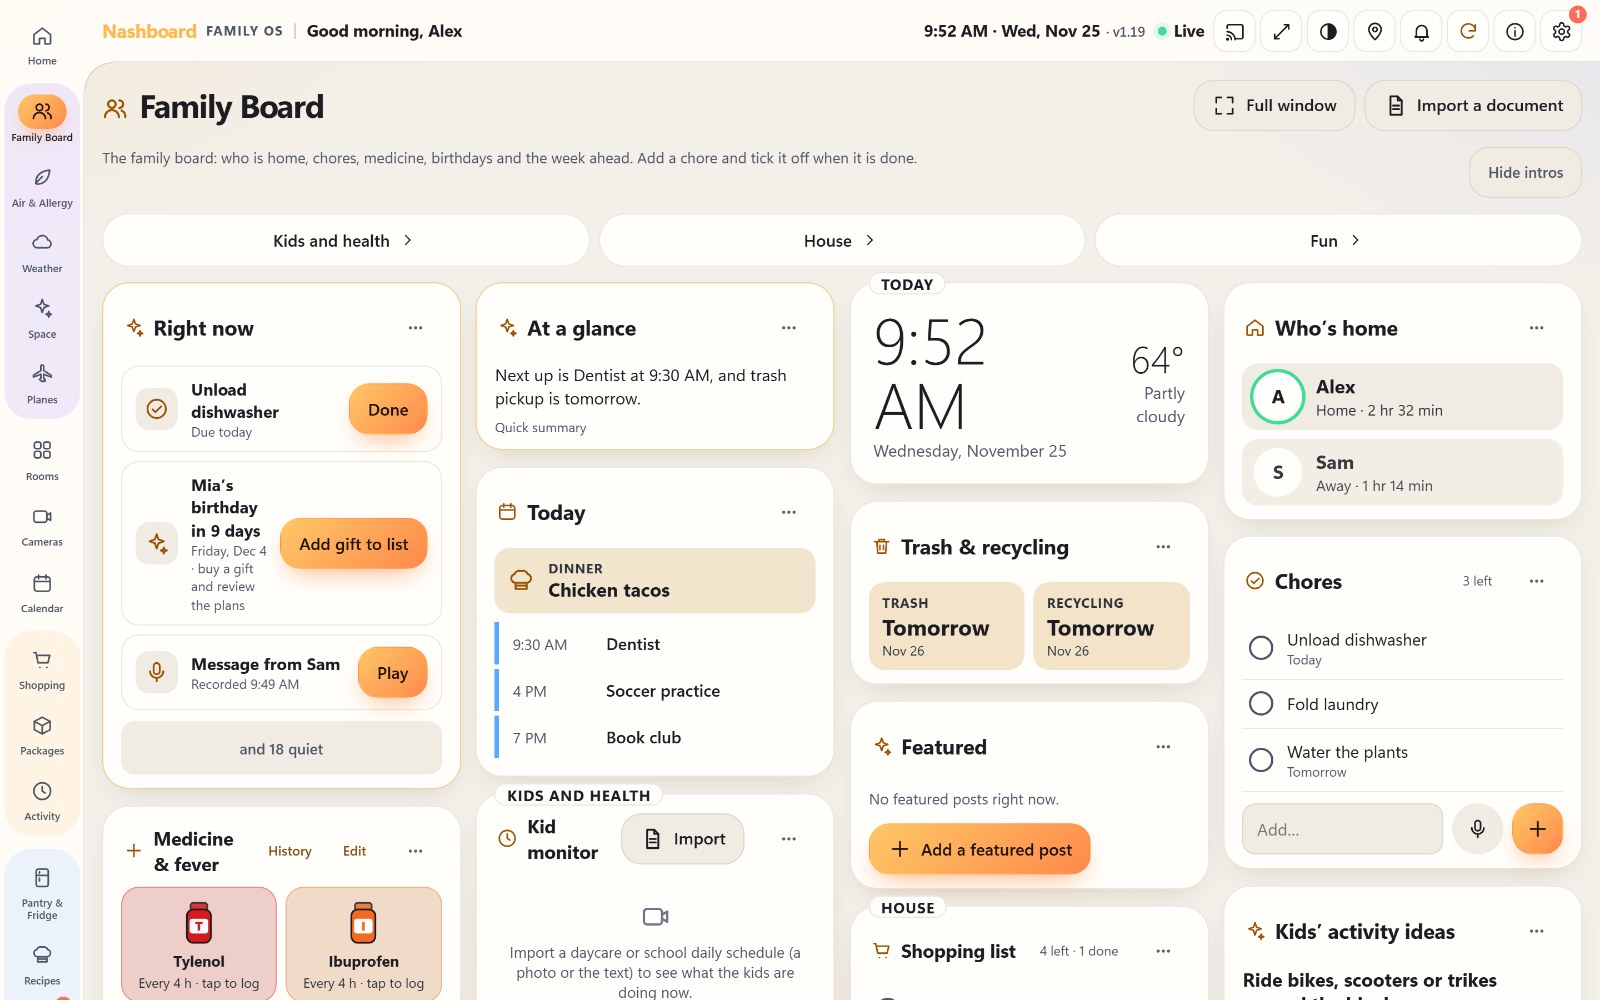 Home
Family Board
Air & Allergy
Weather
Space
Planes
Rooms
Cameras
Calendar
Shopping
Packages
Activity
Pantry &
Fridge
Recipes
Nashboard FAMILY OS Good morning, Alex
9:52 AM · Wed, Nov 25 · v1.19 Live
1
Family Board
Full window
Import a document
The family board: who is home, chores, medicine, birthdays and the week ahead. Add a chore and tick it off when it is done.
Hide intros
Kids and health
House
Fun
Right now
Unload
dishwasher
Due today
Done
Mia's
birthday
in 9 days
Friday, Dec 4
· buy a gift
and review
the plans
Add gift to list
Message from Sam
Recorded 9:49 AM
Play
and 18 quiet
Medicine
& fever
History
Edit
T
Tylenol
Every 4 h · tap to log
I
Ibuprofen
Every 4 h · tap to log
At a glance
Next up is Dentist at 9:30 AM, and trash
pickup is tomorrow.
Quick summary
Today
DINNER
Chicken tacos
9:30 AM Dentist
4 PM Soccer practice
7 PM Book club
KIDS AND HEALTH
Kid
monitor
Import
Import a daycare or school daily schedule (a
photo or the text) to see what the kids are
doing now.
TODAY
9:52
AM
64°
Partly
cloudy
Wednesday, November 25
Trash & recycling
TRASH
Tomorrow
Nov 26
RECYCLING
Tomorrow
Nov 26
Featured
No featured posts right now.
Add a featured post
HOUSE
Shopping list
4 left · 1 done
Who's home
A
Alex
Home · 2 hr 32 min
S
Sam
Away · 1 hr 14 min
Chores
3 left
Unload dishwasher
Today
Fold laundry
Water the plants
Tomorrow
Add...
Kids' activity ideas
Ride bikes, scooters or trikes